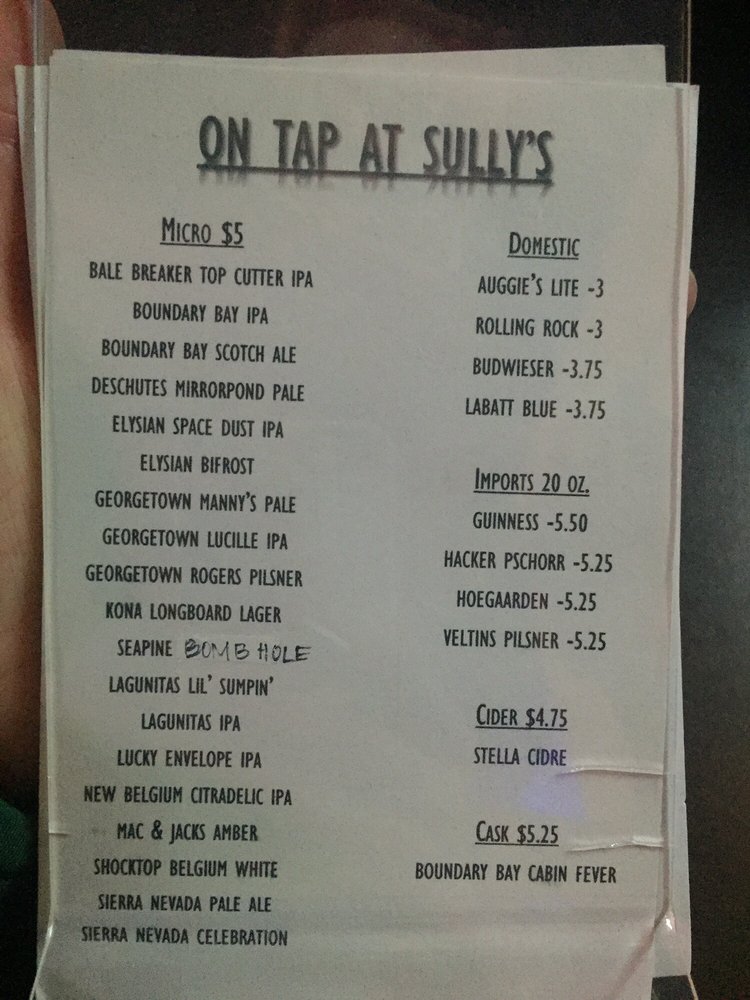 ON TAP AT SULLY'S
MICRO $5
BALE BREAKER TOP CUTTER IPA
BOUNDARY BAY IPA
BOUNDARY BAY SCOTCH ALE
DESCHUTES MIRRORPOND PALE
ELYSIAN SPACE DUST IPA
ELYSIAN BIFROST
GEORGETOWN MANNY'S PALE
GEORGETOWN LUCILLE IPA
GEORGETOWN ROGERS PILSNER
KONA LONGBOARD LAGER
SEAPINE BOMB HOLE
LAGUNITAS LIL' SUMPIN'
LAGUNITAS IPA
LUCKY ENVELOPE IPA
NEW BELGIUM CITRADELIC IPA
MAC & JACKS AMBER
SHOCKTOP BELGIUM WHITE
SIERRA NEVADA PALE ALE
SIERRA NEVADA CELEBRATION
DOMESTIC
AUGGIE'S LITE -3
ROLLING ROCK -3
BUDWIESER -3.75
LABATT BLUE -3.75
IMPORTS 20 OZ.
GUINNESS -5.50
HACKER PSCHORR -5.25
HOEGAARDEN -5.25
VELTINS PILSNER -5.25
CIDER $4.75
STELLA CIDRE
CASK $5.25
BOUNDARY BAY CABIN FEVER